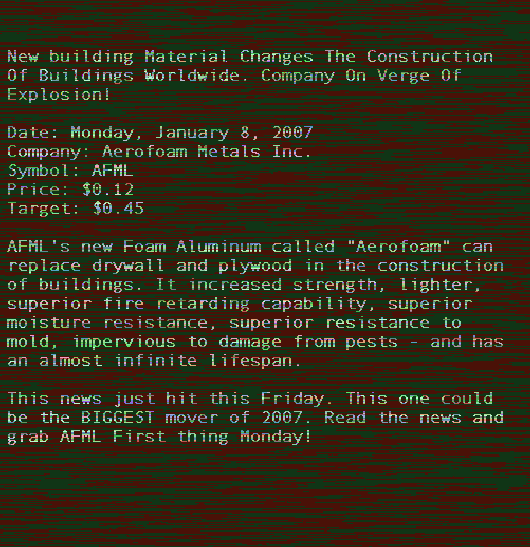 New building Material Changes The Construction
Of Buildings Worldwide. Company On Verge Of
Explosion!
Date: Monday, January 8, 2007
Company: Aerofoam Metals Inc.
Symbol: AFML
Price: $0.12
Target: $0.45
AFML's new Foam Aluminum called "Aerofoam" can
replace drywall and plywood in the construction
of buildings. It increased strength, lighter,
superior fire retarding capability, superior
moisture resistance, superior resistance to
mold, impervious to damage from pests - and has
an almost infinite lifespan.
This news just hit this Friday. This one could
be the BIGGEST mover of 2007. Read the news and
grab AFML First thing Monday!